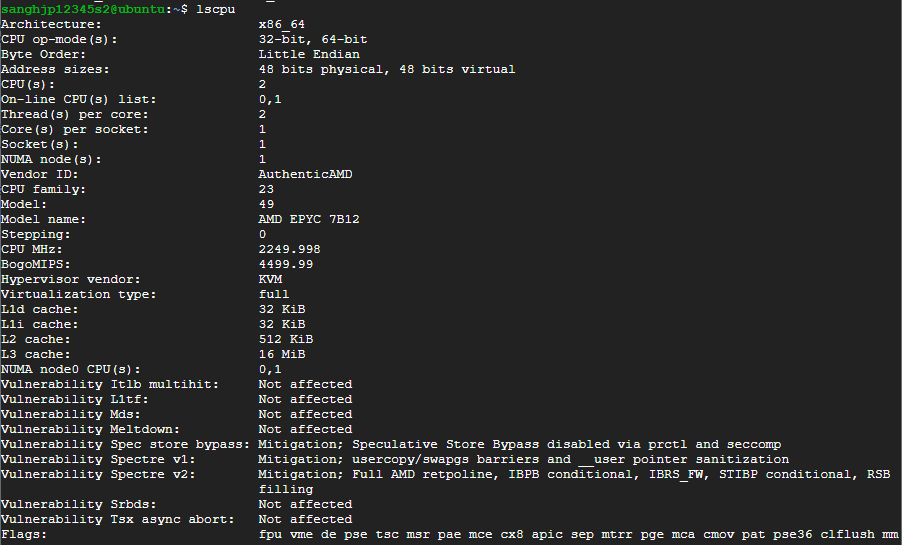 sanghjp12345s2@ubuntu:~$ lscpu
Architecture: x86_64
CPU op-mode(s): 32-bit, 64-bit
Byte Order: Little Endian
Address sizes: 48 bits physical, 48 bits virtual
CPU(s): 2
On-line CPU(s) list: 0,1
Thread(s) per core: 2
Core(s) per socket: 1
Socket(s): 1
NUMA node(s): 1
Vendor ID: AuthenticAMD
CPU family: 23
Model: 49
Model name: AMD EPYC 7B12
Stepping: 0
CPU MHz: 2249.998
BogoMIPS: 4499.99
Hypervisor vendor: KVM
Virtualization type: full
L1d cache: 32 KiB
L1i cache: 32 KiB
L2 cache: 512 KiB
L3 cache: 16 MiB
NUMA node0 CPU(s): 0,1
Vulnerability Itlb multihit: Not affected
Vulnerability L1tf: Not affected
Vulnerability Mds: Not affected
Vulnerability Meltdown: Not affected
Vulnerability Spec store bypass: Mitigation; Speculative Store Bypass disabled via prctl and seccomp
Vulnerability Spectre v1: Mitigation; usercopy/swapgs barriers and __user pointer sanitization
Vulnerability Spectre v2: Mitigation; Full AMD retpoline, IBPB conditional, IBRS_FW, STIBP conditional, RSB
filling
Vulnerability Srbds: Not affected
Vulnerability Tsx async abort: Not affected
Flags: fpu vme de pse tsc msr pae mce cx8 apic sep mtrr pge mca cmov pat pse36 clflush mm